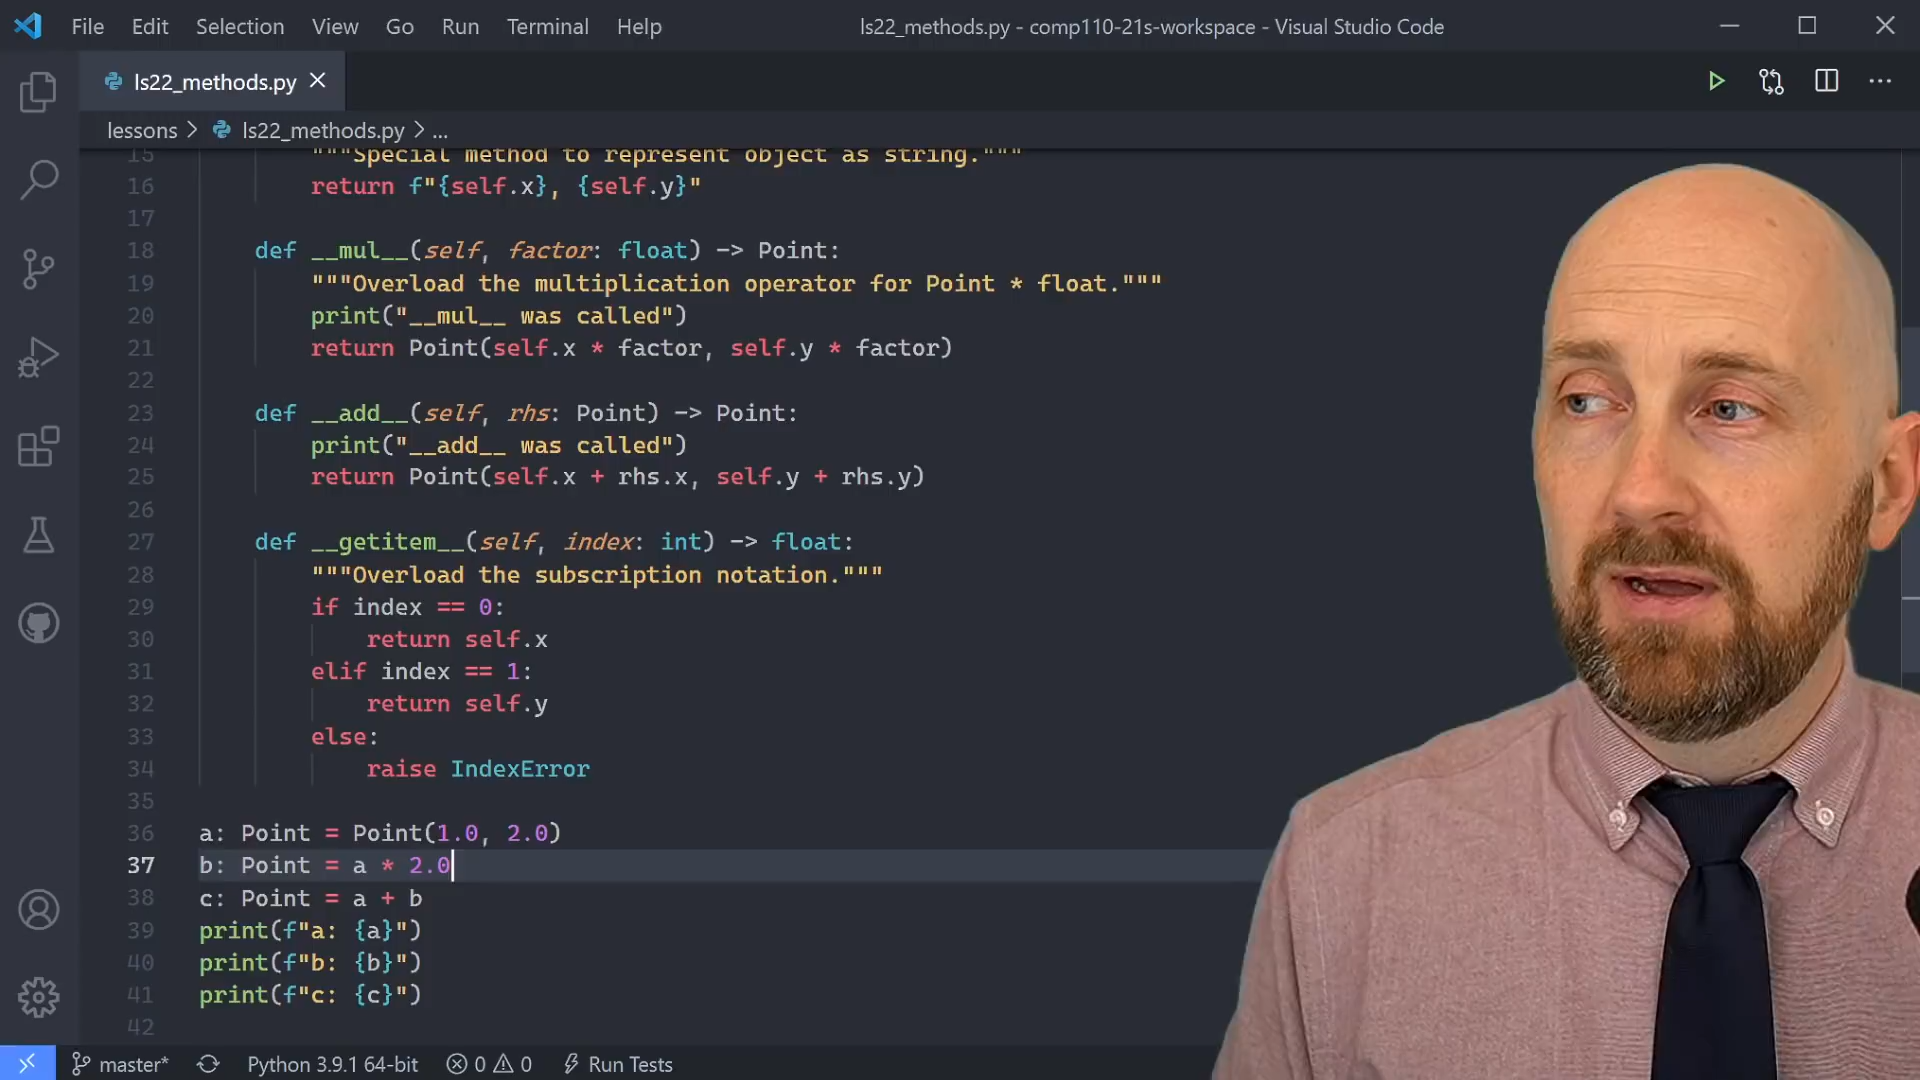 File Edit Selection View Go Run Terminal Help ls22_methods.py - comp110-21s-workspace - Visual Studio Code
ls22_methods.py
lessons > ls22_methods.py > ...
15 """Special method to represent object as string."""
16 return f"{self.x}, {self.y}"
17
18 def __mul__(self, factor: float) -> Point:
19 """Overload the multiplication operator for Point * float."""
20 print("__mul__ was called")
21 return Point(self.x * factor, self.y * factor)
22
23 def __add__(self, rhs: Point) -> Point:
24 print("__add__ was called")
25 return Point(self.x + rhs.x, self.y + rhs.y)
26
27 def __getitem__(self, index: int) -> float:
28 """Overload the subscription notation."""
29 if index == 0:
30 return self.x
31 elif index == 1:
32 return self.y
33 else:
34 raise IndexError
35
36 a: Point = Point(1.0, 2.0)
37 b: Point = a * 2.0
38 c: Point = a + b
39 print(f"a: {a}")
40 print(f"b: {b}")
41 print(f"c: {c}")
42
master* Python 3.9.1 64-bit 0 0 Run Tests